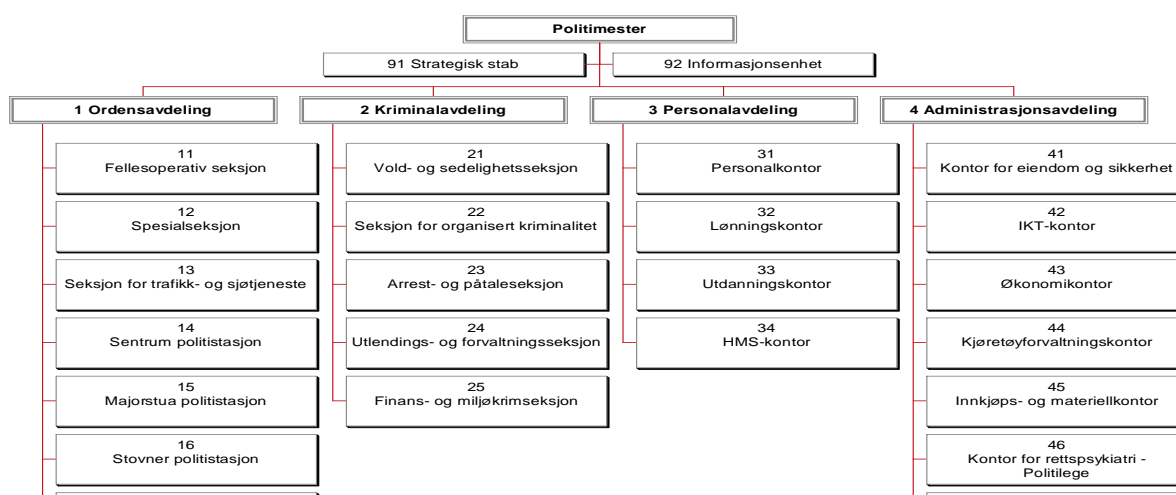 Politimester
91 Strategisk stab
92 Informasjonsenhet
1 Ordensavdeling
11
Fellesoperativ seksjon
12
Spesialseksjon
13
Seksjon for trafikk- og sjøtjeneste
14
Sentrum politistasjon
15
Majorstua politistasjon
16
Stovner politistasjon
2 Kriminalavdeling
21
Vold- og sedelighetsseksjon
22
Seksjon for organisert kriminalitet
23
Arrest- og påtaleseksjon
24
Utlendings- og forvaltningsseksjon
25
Finans- og miljøkrimseksjon
3 Personalavdeling
31
Personalkontor
32
Lønningskontor
33
Utdanningskontor
34
HMS-kontor
4 Administrasjonsavdeling
41
Kontor for eiendom og sikkerhet
42
IKT-kontor
43
Økonomikontor
44
Kjøretøyforvaltningskontor
45
Innkjøps- og materiellkontor
46
Kontor for rettspsykiatri -
Politilege